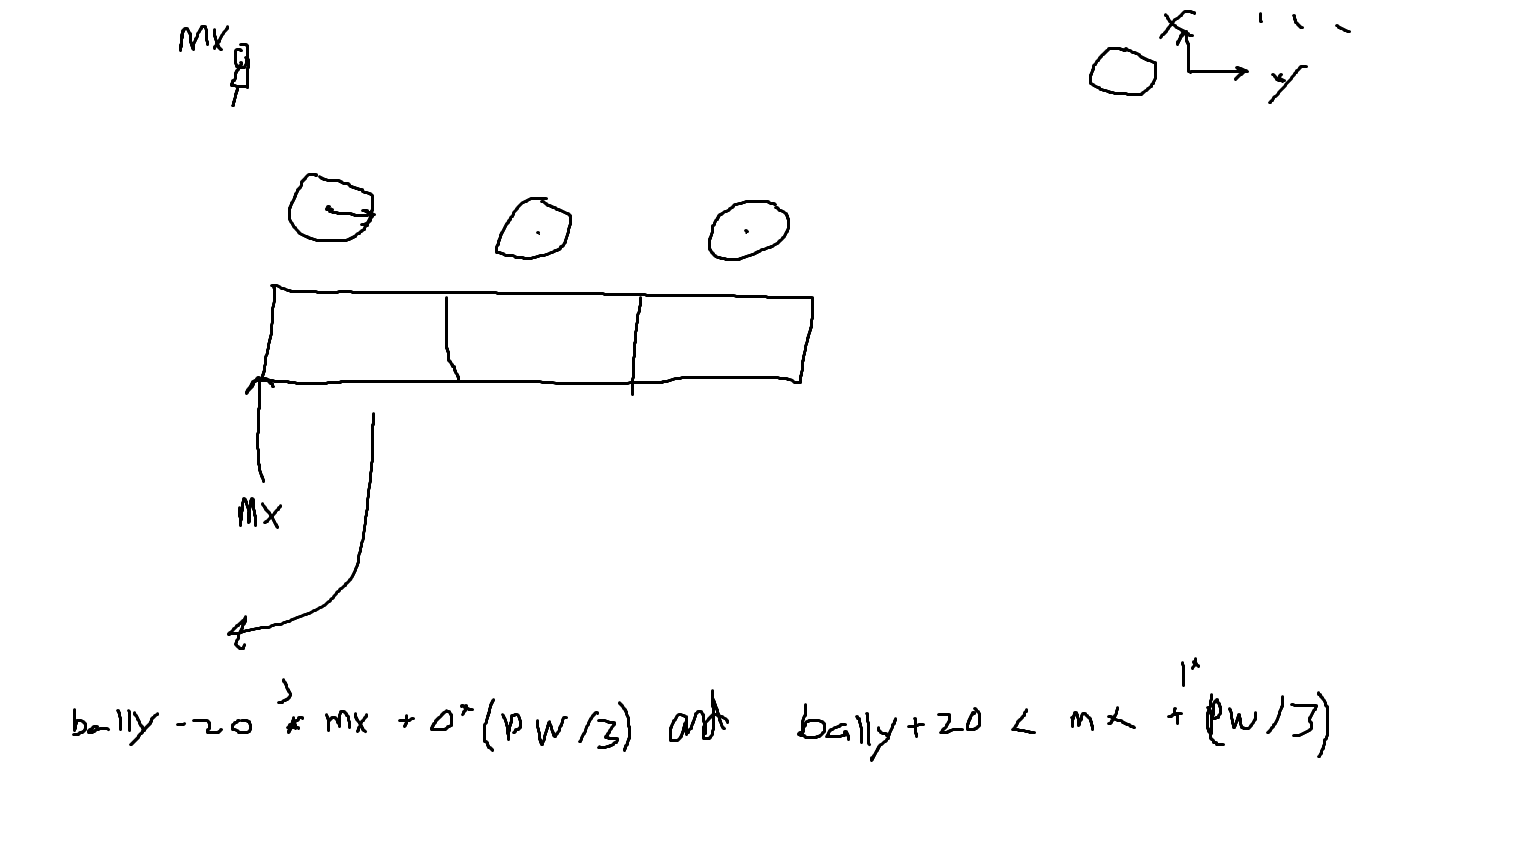 mx
x
y
mx
1*
bally - 20 > mx + 0* (pw/3) and bally + 20 < mx + (pw/3)